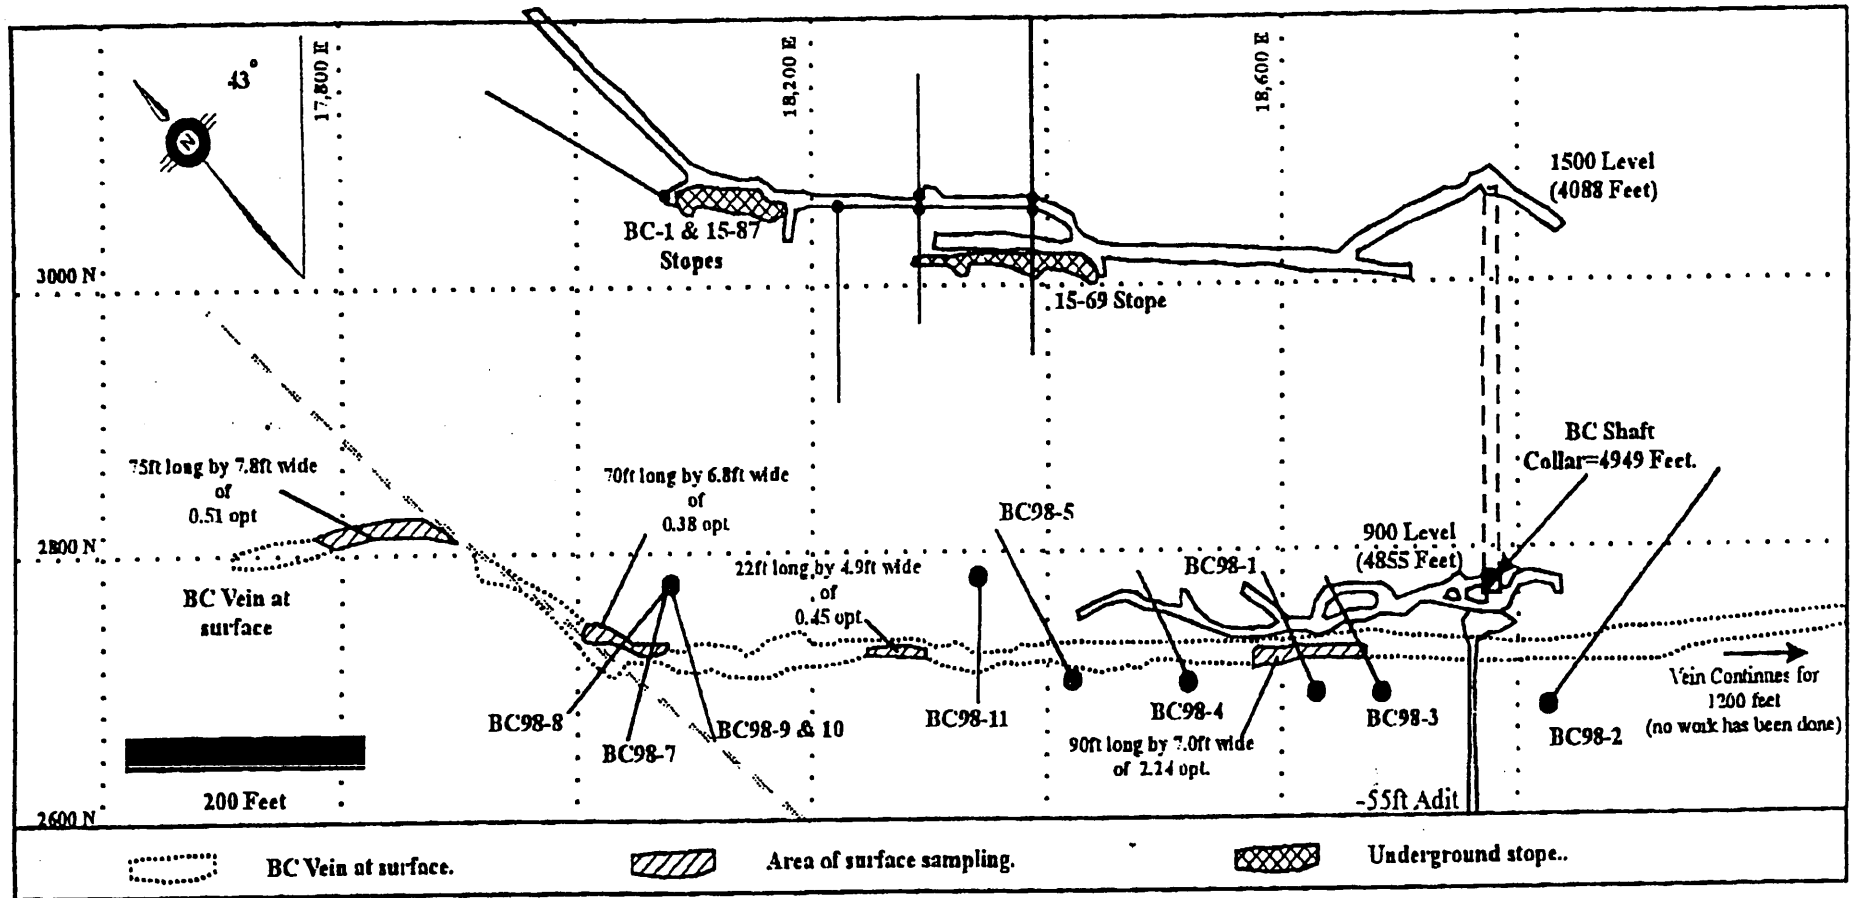 43°
17,800 E
18,200 E
18,600 E
N
1500 Level
(4088 Feet)
BC-1 & 15-87
Stopes
3000 N
15-69 Stope
BC Shaft
Collar=4949 Feet.
75ft long by 7.8ft wide
of
0.51 opt
70ft long by 6.8ft wide
of
0.38 opt.
BC98-5
900 Level
(4855 Feet)
2800 N
22ft long by 4.9ft wide
of
0.45 opt.
BC98-1
BC Vein at
surface
BC98-8
BC98-7
BC98-9 & 10
BC98-11
BC98-4
BC98-3
BC98-2
Vein Continues for
1200 feet
(no work has been done)
90ft long by 7.0ft wide
of 2.24 opt.
200 Feet
-55ft Adit
2600 N
BC Vein at surface.
Area of surface sampling.
Underground stope..